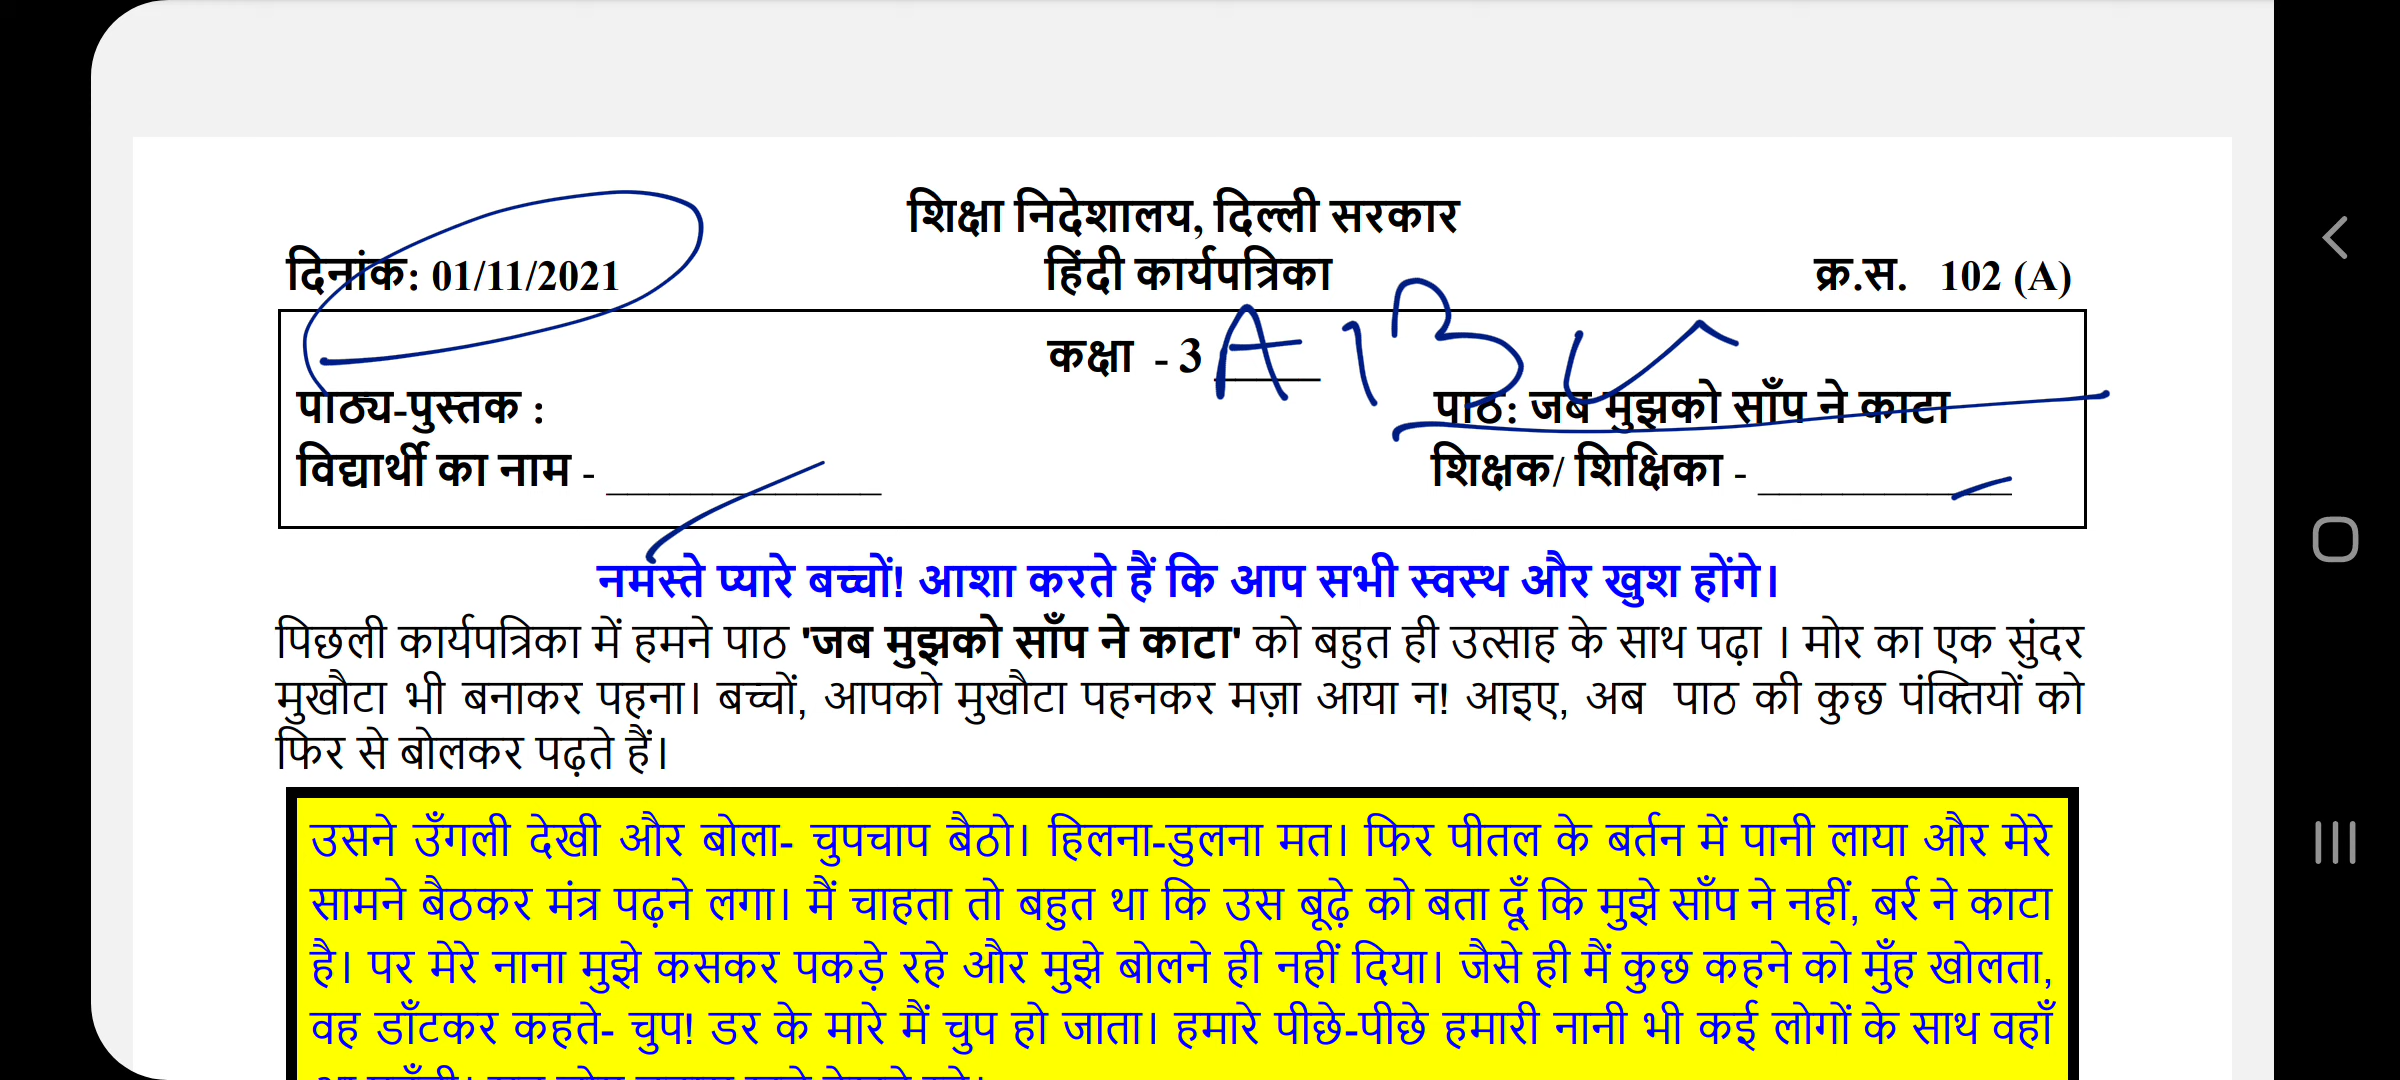 शिक्षा निदेशालय, दिल्ली सरकार
दिनांक: 01/11/2021 हिंदी कार्यपत्रिका क्र.स. 102 (A)
कक्षा - 3 A B C
पाठ्य-पुस्तक : पाठ: जब मुझको साँप ने काटा
विद्यार्थी का नाम - _____________ शिक्षक/ शिक्षिका - ____________
नमस्ते प्यारे बच्चों! आशा करते हैं कि आप सभी स्वस्थ और खुश होंगे।
पिछली कार्यपत्रिका में हमने पाठ 'जब मुझको साँप ने काटा' को बहुत ही उत्साह के साथ पढ़ा । मोर का एक सुंदर
मुखौटा भी बनाकर पहना। बच्चों, आपको मुखौटा पहनकर मज़ा आया न! आइए, अब पाठ की कुछ पंक्तियों को
फिर से बोलकर पढ़ते हैं।
उसने उँगली देखी और बोला- चुपचाप बैठो। हिलना-डुलना मत। फिर पीतल के बर्तन में पानी लाया और मेरे
सामने बैठकर मंत्र पढ़ने लगा। मैं चाहता तो बहुत था कि उस बूढ़े को बता दूँ कि मुझे साँप ने नहीं, बर्र ने काटा
है। पर मेरे नाना मुझे कसकर पकड़े रहे और मुझे बोलने ही नहीं दिया। जैसे ही मैं कुछ कहने को मुँह खोलता,
वह डाँटकर कहते- चुप! डर के मारे मैं चुप हो जाता। हमारे पीछे-पीछे हमारी नानी भी कई लोगों के साथ वहाँ